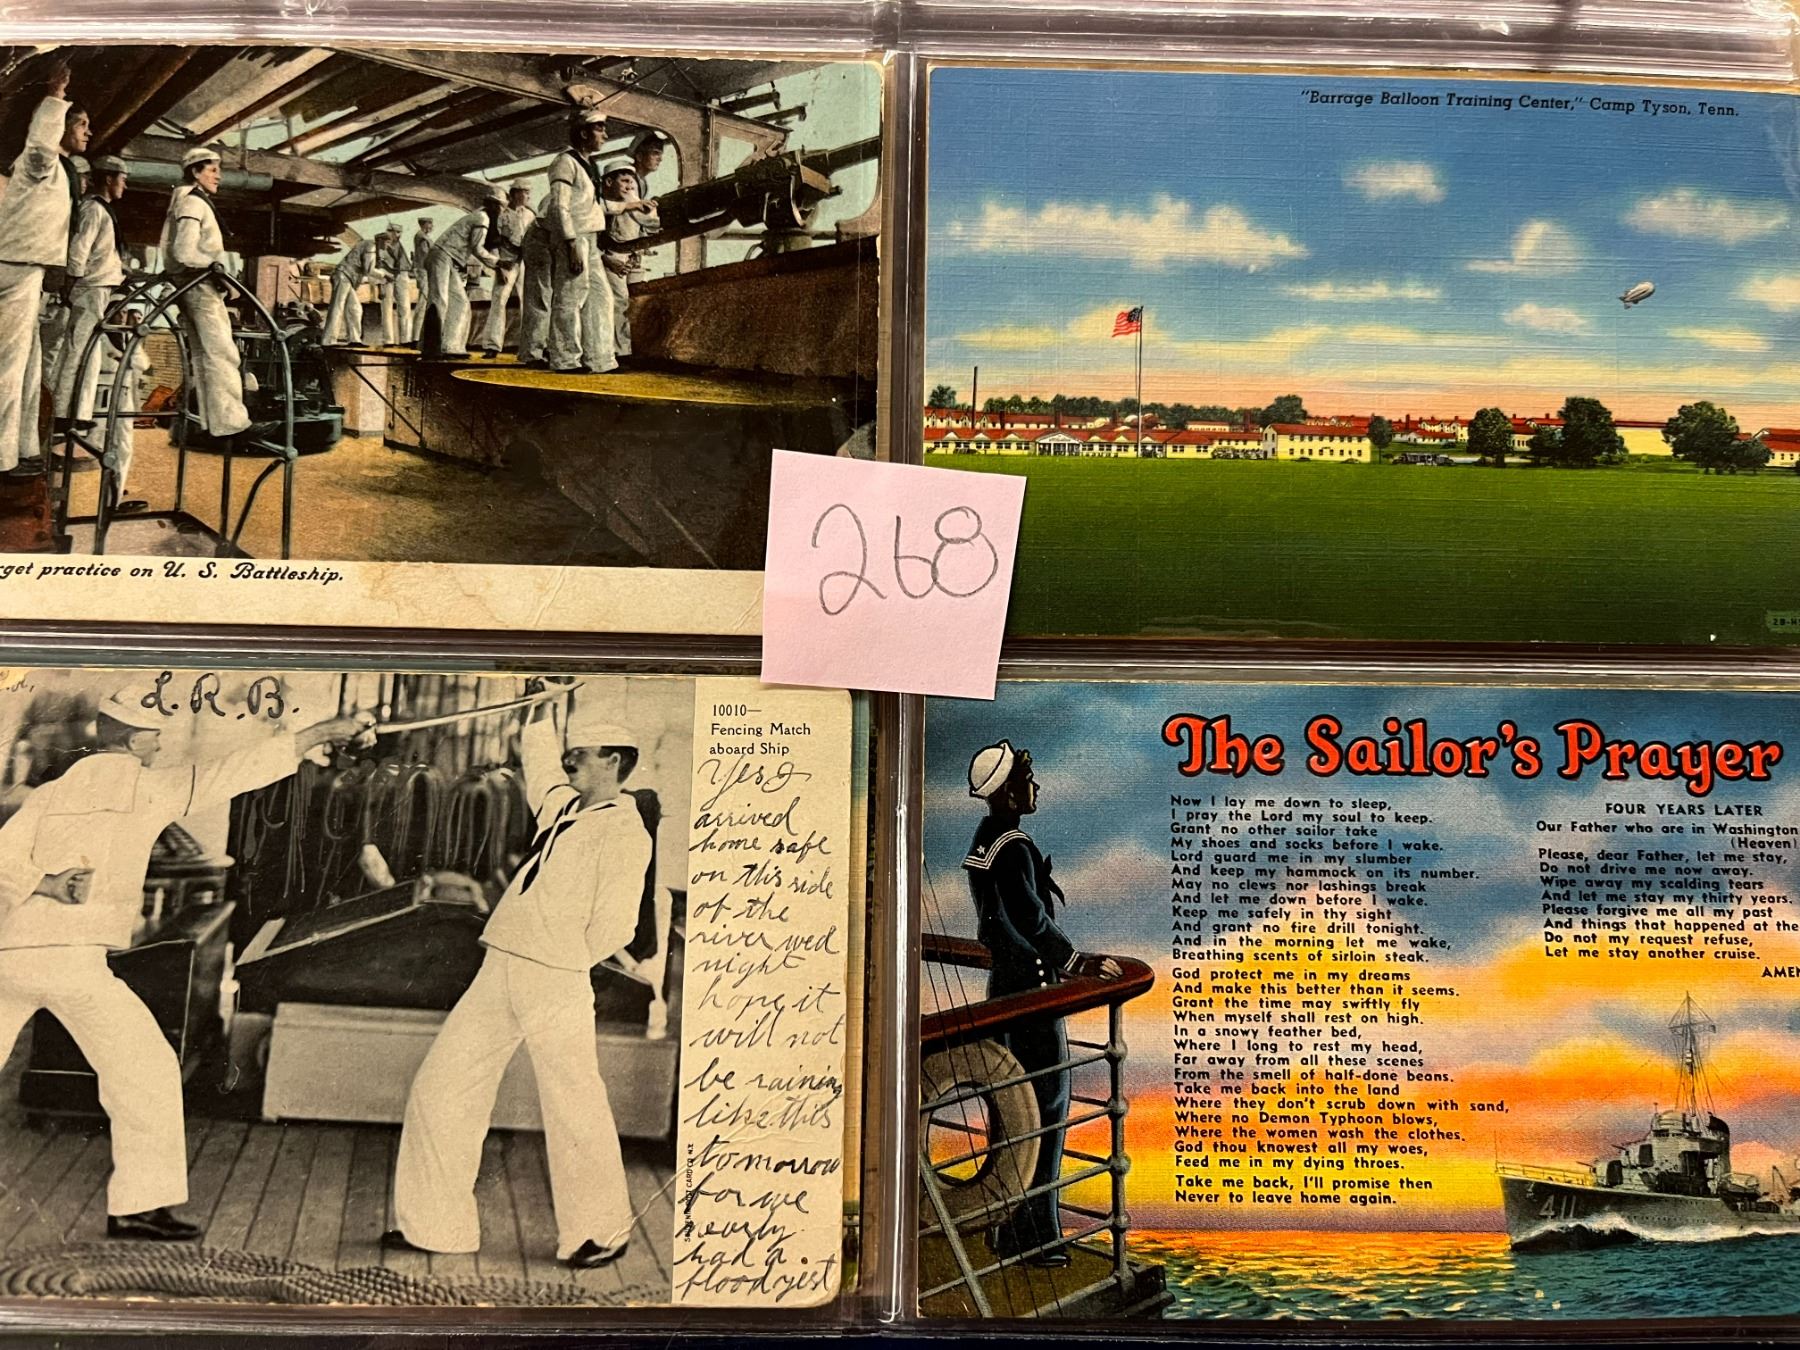 practice on U. S. Battleship.
"Barrage Balloon Training Center," Camp Tyson, Tenn.
268
L. R. B.
10010—
Fencing Match
aboard Ship
Yes I
arrived
home safe
on this side
of the
river wed
night
hope it
will not
be raining
like this
tomorrow
for we
nearly
had a
flood yest
The Sailor's Prayer
Now I lay me down to sleep,
I pray the Lord my soul to keep.
Grant no other sailor take
My shoes and socks before I wake.
Lord guard me in my slumber
And keep my hammock on its number.
May no clews nor lashings break
And let me down before I wake.
Keep me safely in thy sight
And grant no fire drill tonight.
And in the morning let me wake,
Breathing scents of sirloin steak.
God protect me in my dreams
And make this better than it seems.
Grant the time may swiftly fly
When myself shall rest on high.
In a snowy feather bed,
Where I long to rest my head,
Far away from all these scenes
From the smell of half-done beans.
Take me back into the land
Where they don't scrub down with sand,
Where no Demon Typhoon blows,
Where the women wash the clothes.
God thou knowest all my woes,
Feed me in my dying throes.
Take me back, I'll promise then
Never to leave home again.
FOUR YEARS LATER
Our Father who are in Washington
(Heaven)
Please, dear Father, let me stay,
Do not drive me now away.
Wipe away my scalding tears
And let me stay my thirty years.
Please forgive me all my past
And things that happened at the
Do not my request refuse,
Let me stay another cruise.
AMEN
411